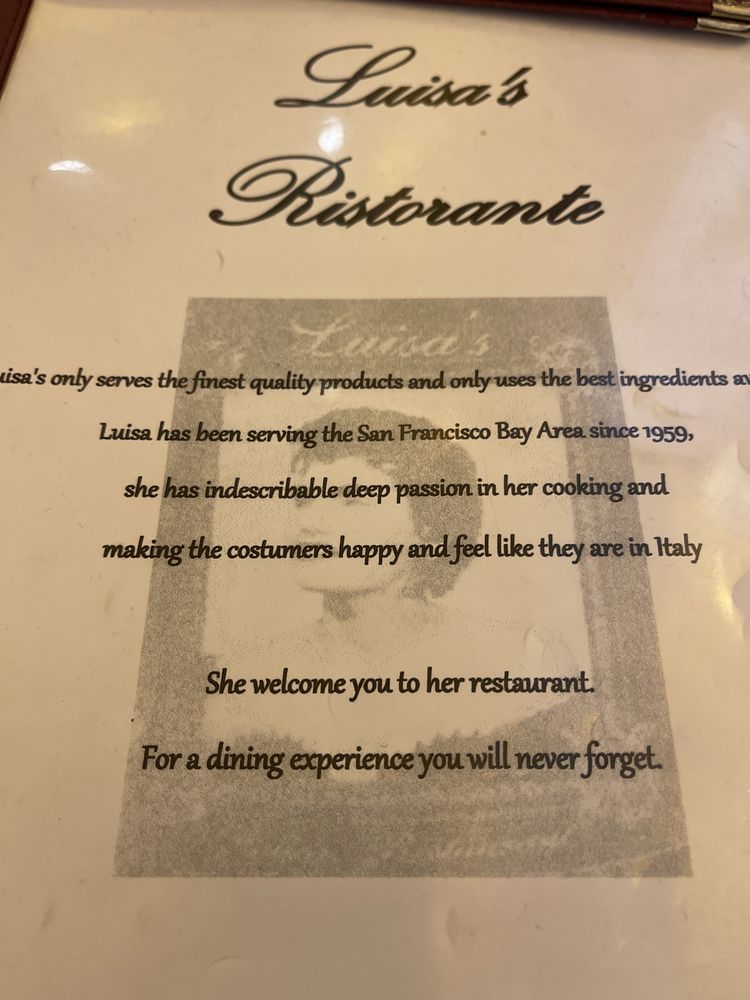 Luisa's
Ristorante
Luisa's
uisa's only serves the finest quality products and only uses the best ingredients av
Luisa has been serving the San Francisco Bay Area since 1959,
she has indescribable deep passion in her cooking and
making the costumers happy and feel like they are in Italy
She welcome you to her restaurant.
For a dining experience you will never forget.